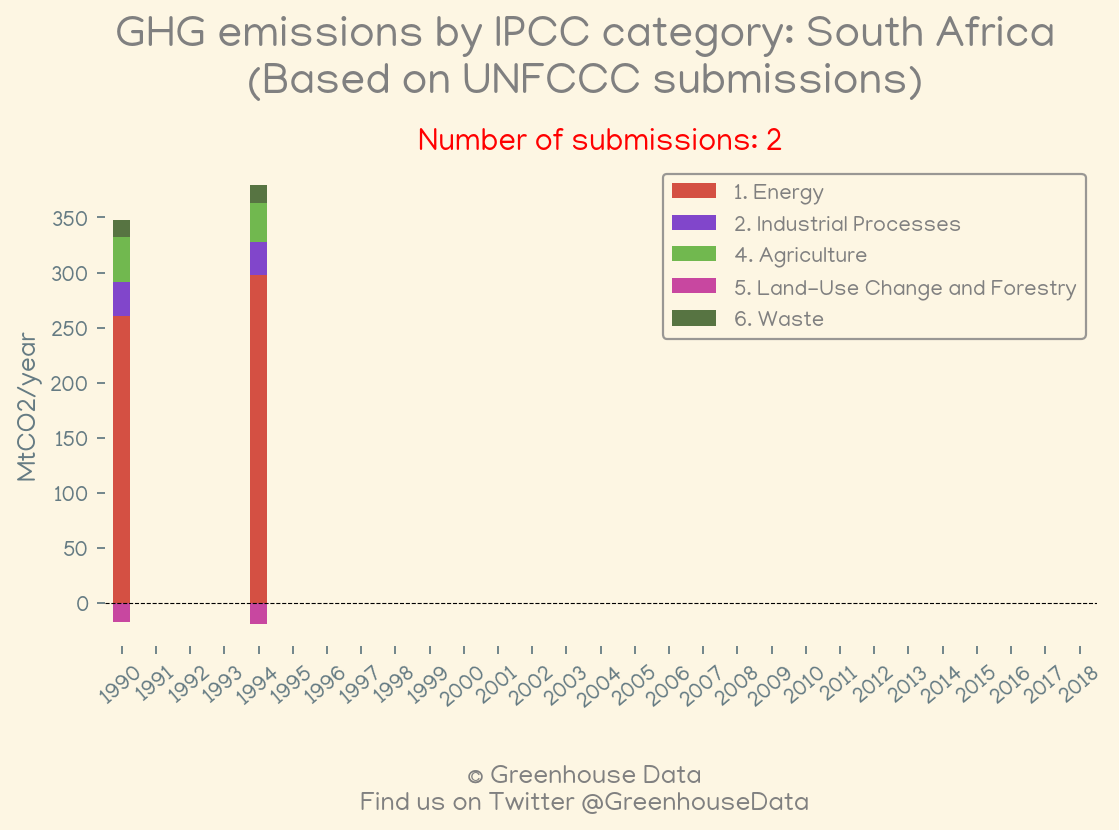 GHG emissions by IPCC category: South Africa
(Based on UNFCCC submissions)
Number of submissions: 2
1. Energy
2. Industrial Processes
4. Agriculture
5. Land-Use Change and Forestry
6. Waste
MtCO2/year
350
300
250
200
150
100
50
0
1990 1991 1992 1993 1994 1995 1996 1997 1998 1999 2000 2001 2002 2003 2004 2005 2006 2007 2008 2009 2010 2011 2012 2013 2014 2015 2016 2017 2018
© Greenhouse Data
Find us on Twitter @GreenhouseData